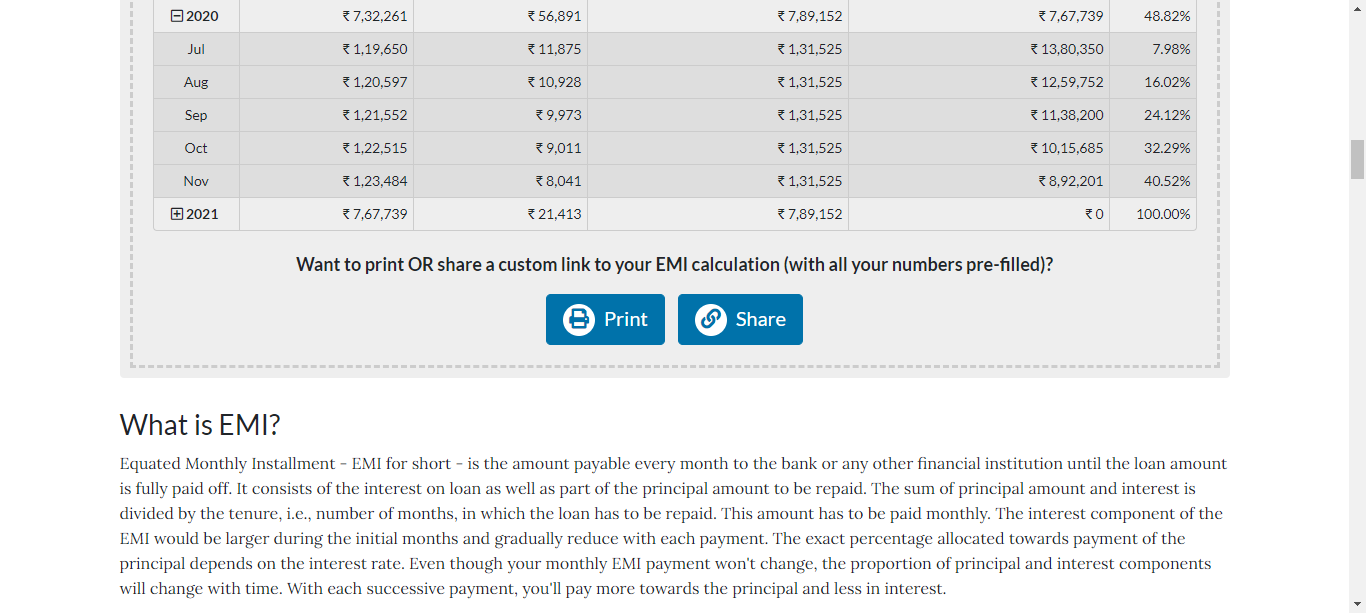 2020 ₹ 7,32,261 ₹ 56,891 ₹ 7,89,152 ₹ 7,67,739 48.82%
Jul ₹ 1,19,650 ₹ 11,875 ₹ 1,31,525 ₹ 13,80,350 7.98%
Aug ₹ 1,20,597 ₹ 10,928 ₹ 1,31,525 ₹ 12,59,752 16.02%
Sep ₹ 1,21,552 ₹ 9,973 ₹ 1,31,525 ₹ 11,38,200 24.12%
Oct ₹ 1,22,515 ₹ 9,011 ₹ 1,31,525 ₹ 10,15,685 32.29%
Nov ₹ 1,23,484 ₹ 8,041 ₹ 1,31,525 ₹ 8,92,201 40.52%
2021 ₹ 7,67,739 ₹ 21,413 ₹ 7,89,152 ₹ 0 100.00%
Want to print OR share a custom link to your EMI calculation (with all your numbers pre-filled)?
Print Share
What is EMI?
Equated Monthly Installment - EMI for short - is the amount payable every month to the bank or any other financial institution until the loan amount
is fully paid off. It consists of the interest on loan as well as part of the principal amount to be repaid. The sum of principal amount and interest is
divided by the tenure, i.e., number of months, in which the loan has to be repaid. This amount has to be paid monthly. The interest component of the
EMI would be larger during the initial months and gradually reduce with each payment. The exact percentage allocated towards payment of the
principal depends on the interest rate. Even though your monthly EMI payment won't change, the proportion of principal and interest components
will change with time. With each successive payment, you'll pay more towards the principal and less in interest.